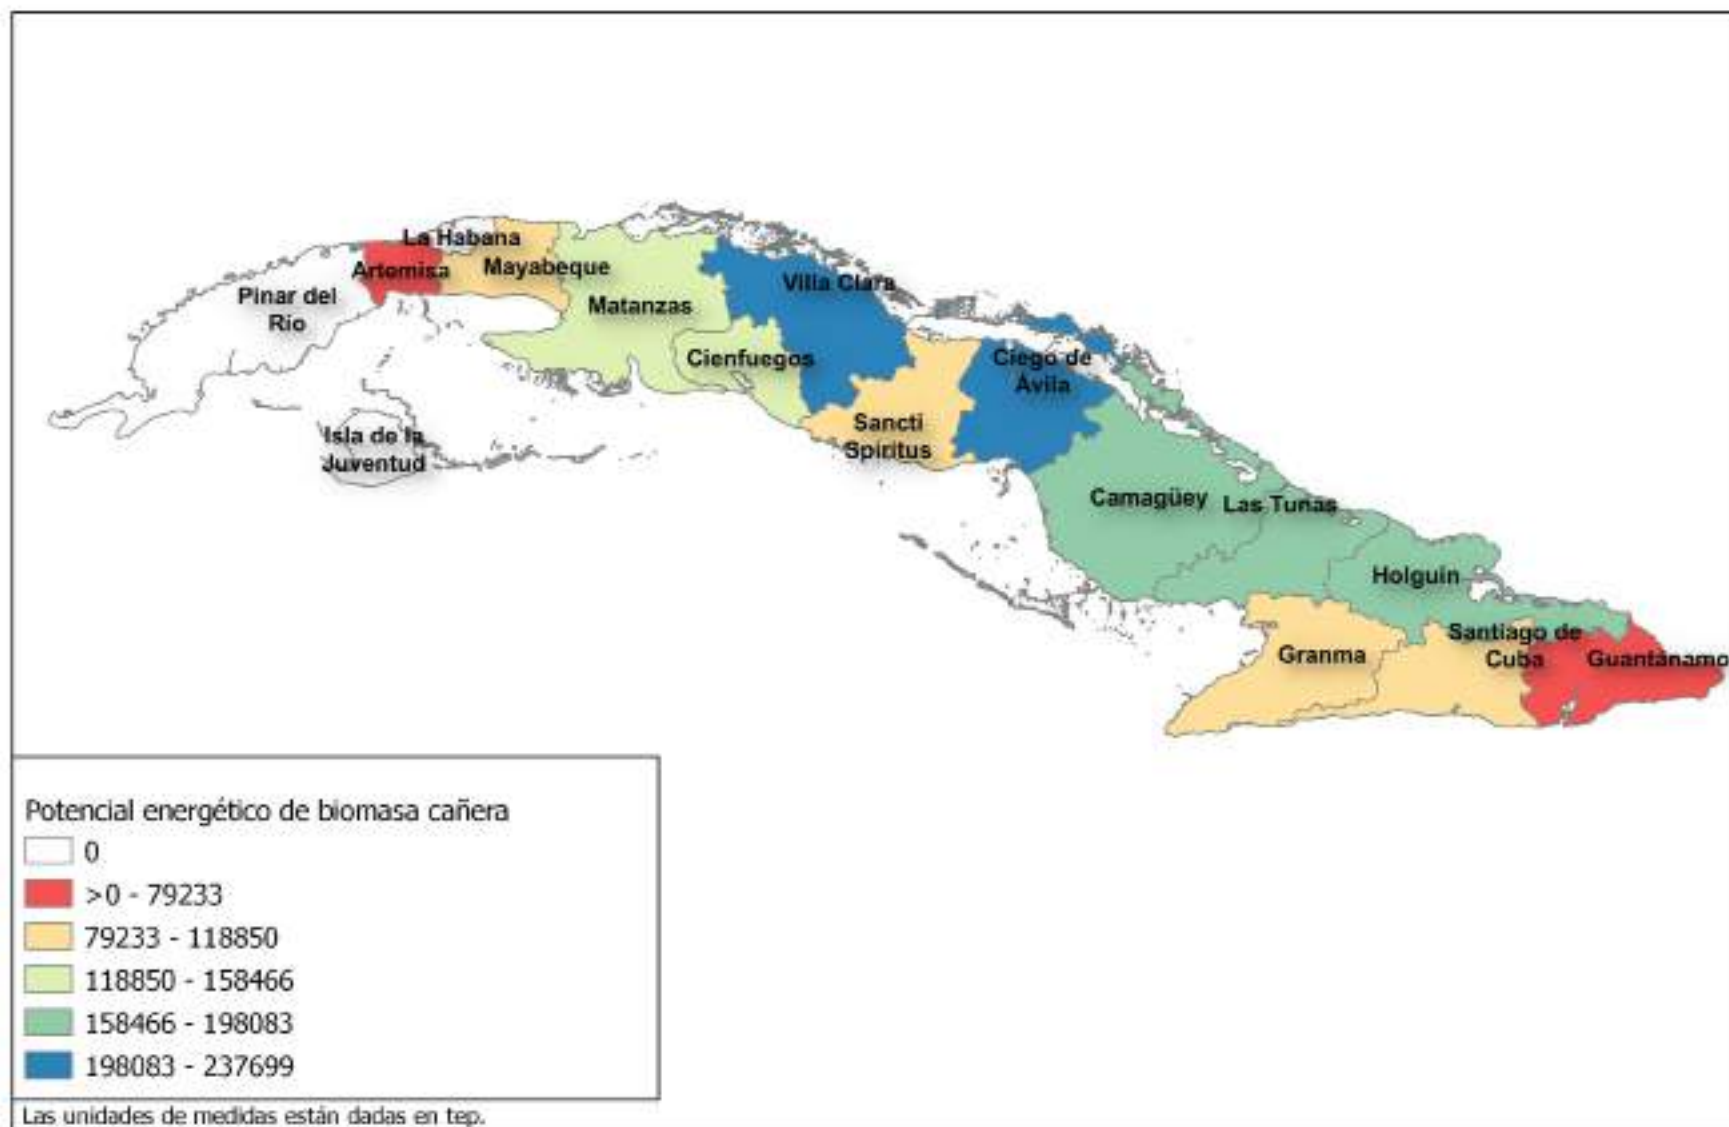 La Habana
Artemisa
Mayabeque
Pinar del
Río
Matanzas
Villa Clara
Cienfuegos
Ciego de
Ávila
Isla de la
Juventud
Sancti
Spíritus
Camagüey
Las Tunas
Holguín
Granma
Santiago de
Cuba
Guantánamo
Potencial energético de biomasa cañera
0
>0 - 79233
79233 - 118850
118850 - 158466
158466 - 198083
198083 - 237699
Las unidades de medidas están dadas en tep.